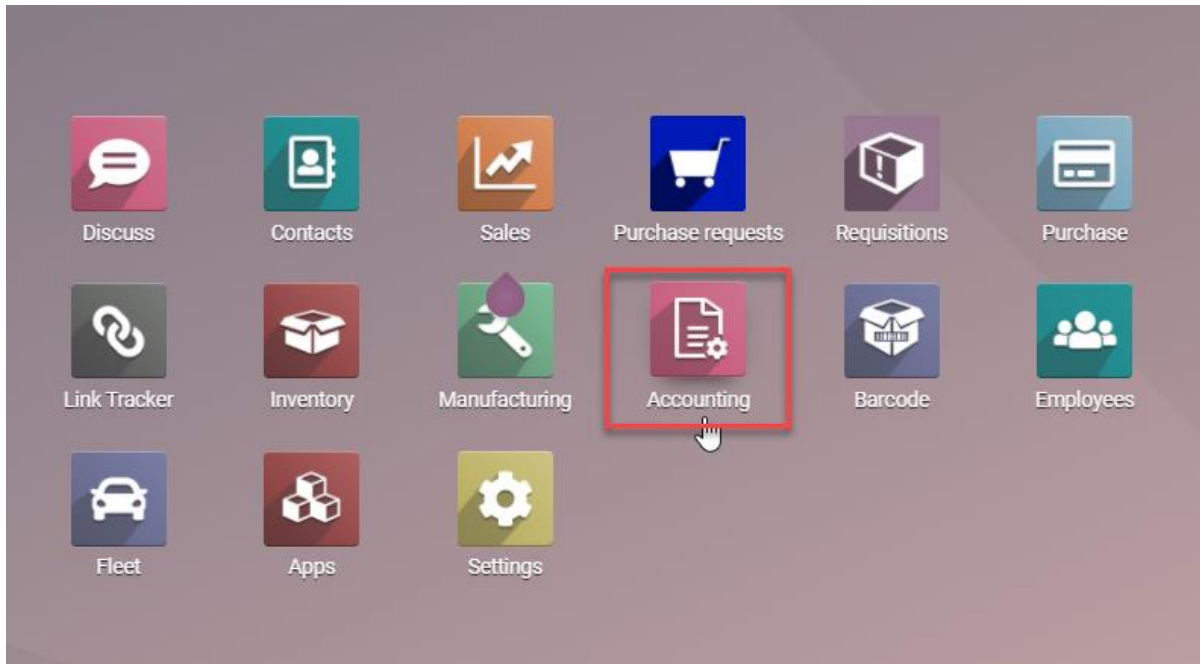 Discuss
Contacts
Sales
Purchase requests
Requisitions
Purchase
Link Tracker
Inventory
Manufacturing
Accounting
Barcode
Employees
Fleet
Apps
Settings